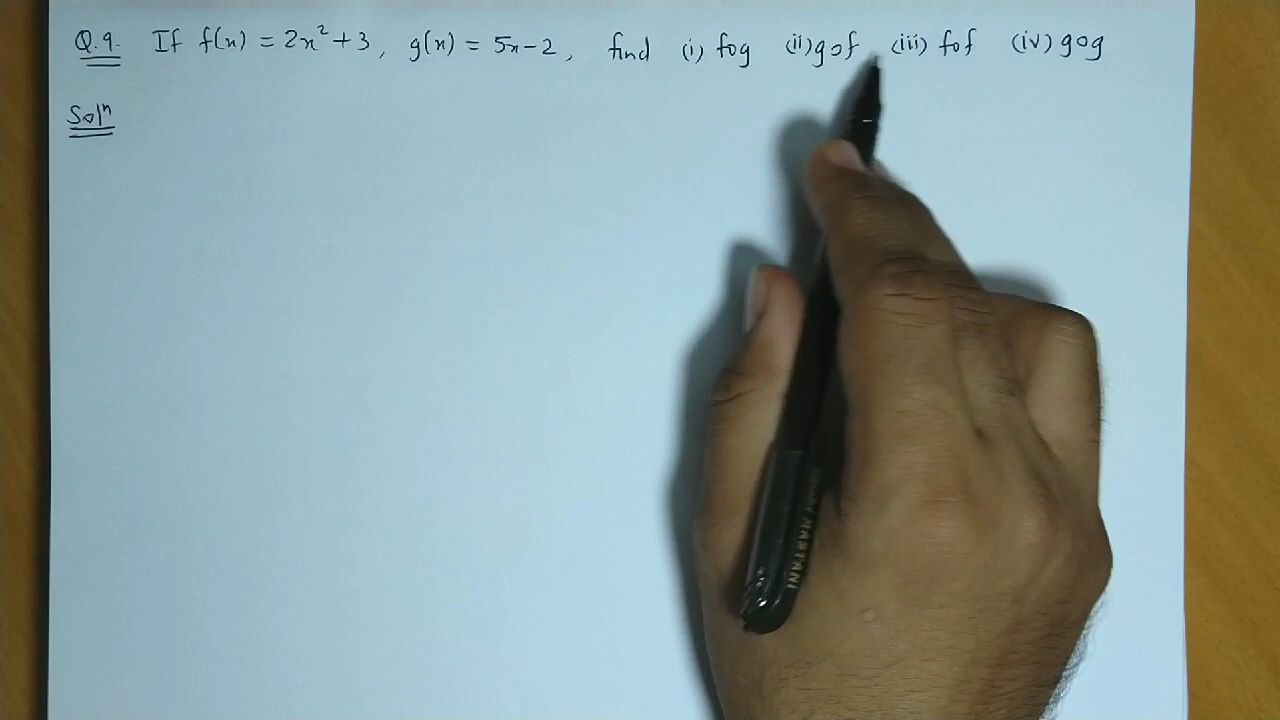 Q.9. If f(x) = 2x² + 3, g(x) = 5x - 2, find (i) fog (ii) gof (iii) fof (iv) gog
Solⁿ